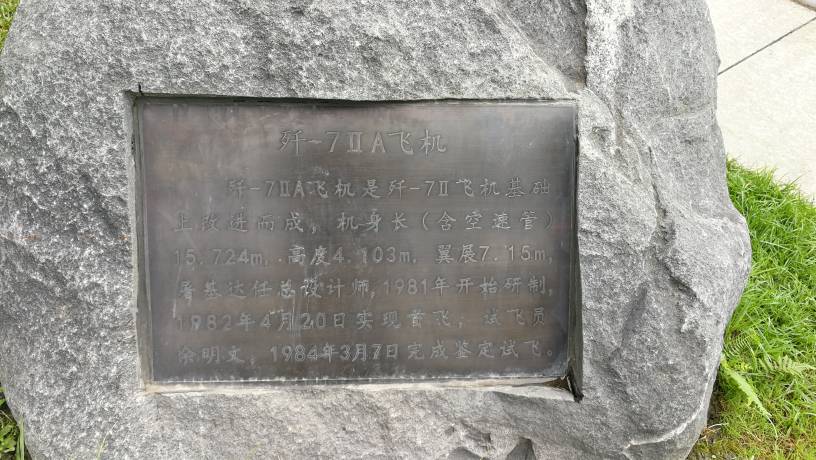 歼-7ⅡA飞机
歼-7ⅡA飞机是歼-7Ⅱ飞机基础
上改进而成，机身长（含空速管）
15.724m，高度4.103m，翼展7.15m，
屠基达任总设计师，1981年开始研制，
1982年4月20日实现首飞，试飞员
余明文，1984年3月7日完成鉴定试飞。